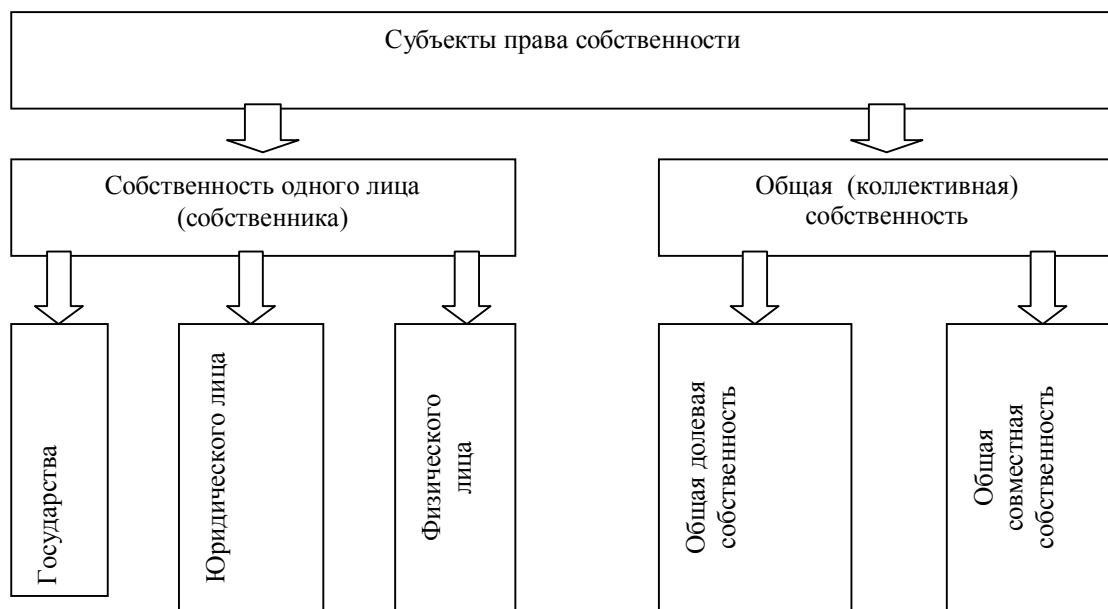 Субъекты права собственности
Собственность одного лица
(собственника)
Общая (коллективная)
собственность
Государства
Юридического лица
Физического
лица
Общая долевая
собственность
Общая
совместная
собственность